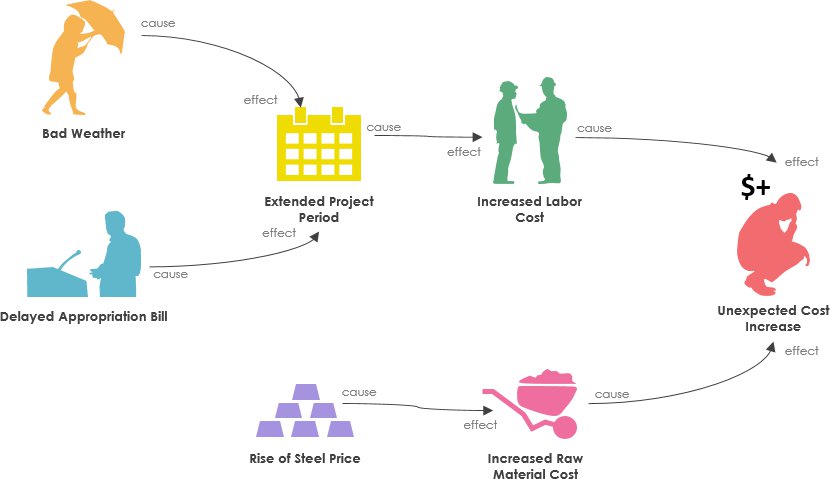 cause
effect
Bad Weather
cause
effect
cause
effect
$+
Extended Project
Period
Increased Labor
Cost
effect
cause
Delayed Appropriation Bill
Unexpected Cost
Increase
effect
cause
effect
cause
Rise of Steel Price
Increased Raw
Material Cost